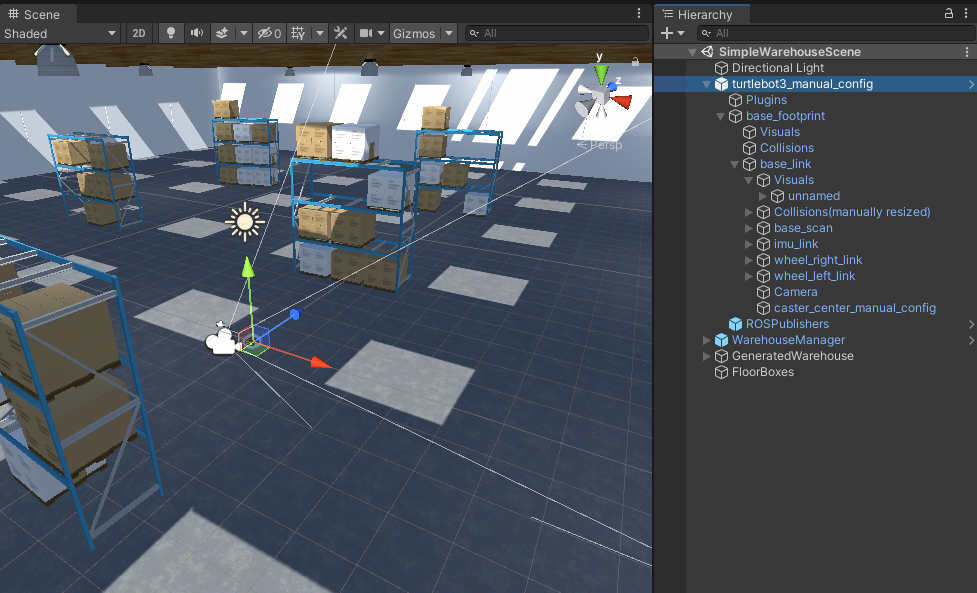 Scene
Shaded
2D
0
Gizmos
All
y
z
Persp
Hierarchy
All
SimpleWarehouseScene
Directional Light
turtlebot3_manual_config
Plugins
base_footprint
Visuals
Collisions
base_link
Visuals
unnamed
Collisions(manually resized)
base_scan
imu_link
wheel_right_link
wheel_left_link
Camera
caster_center_manual_config
ROSPublishers
WarehouseManager
GeneratedWarehouse
FloorBoxes